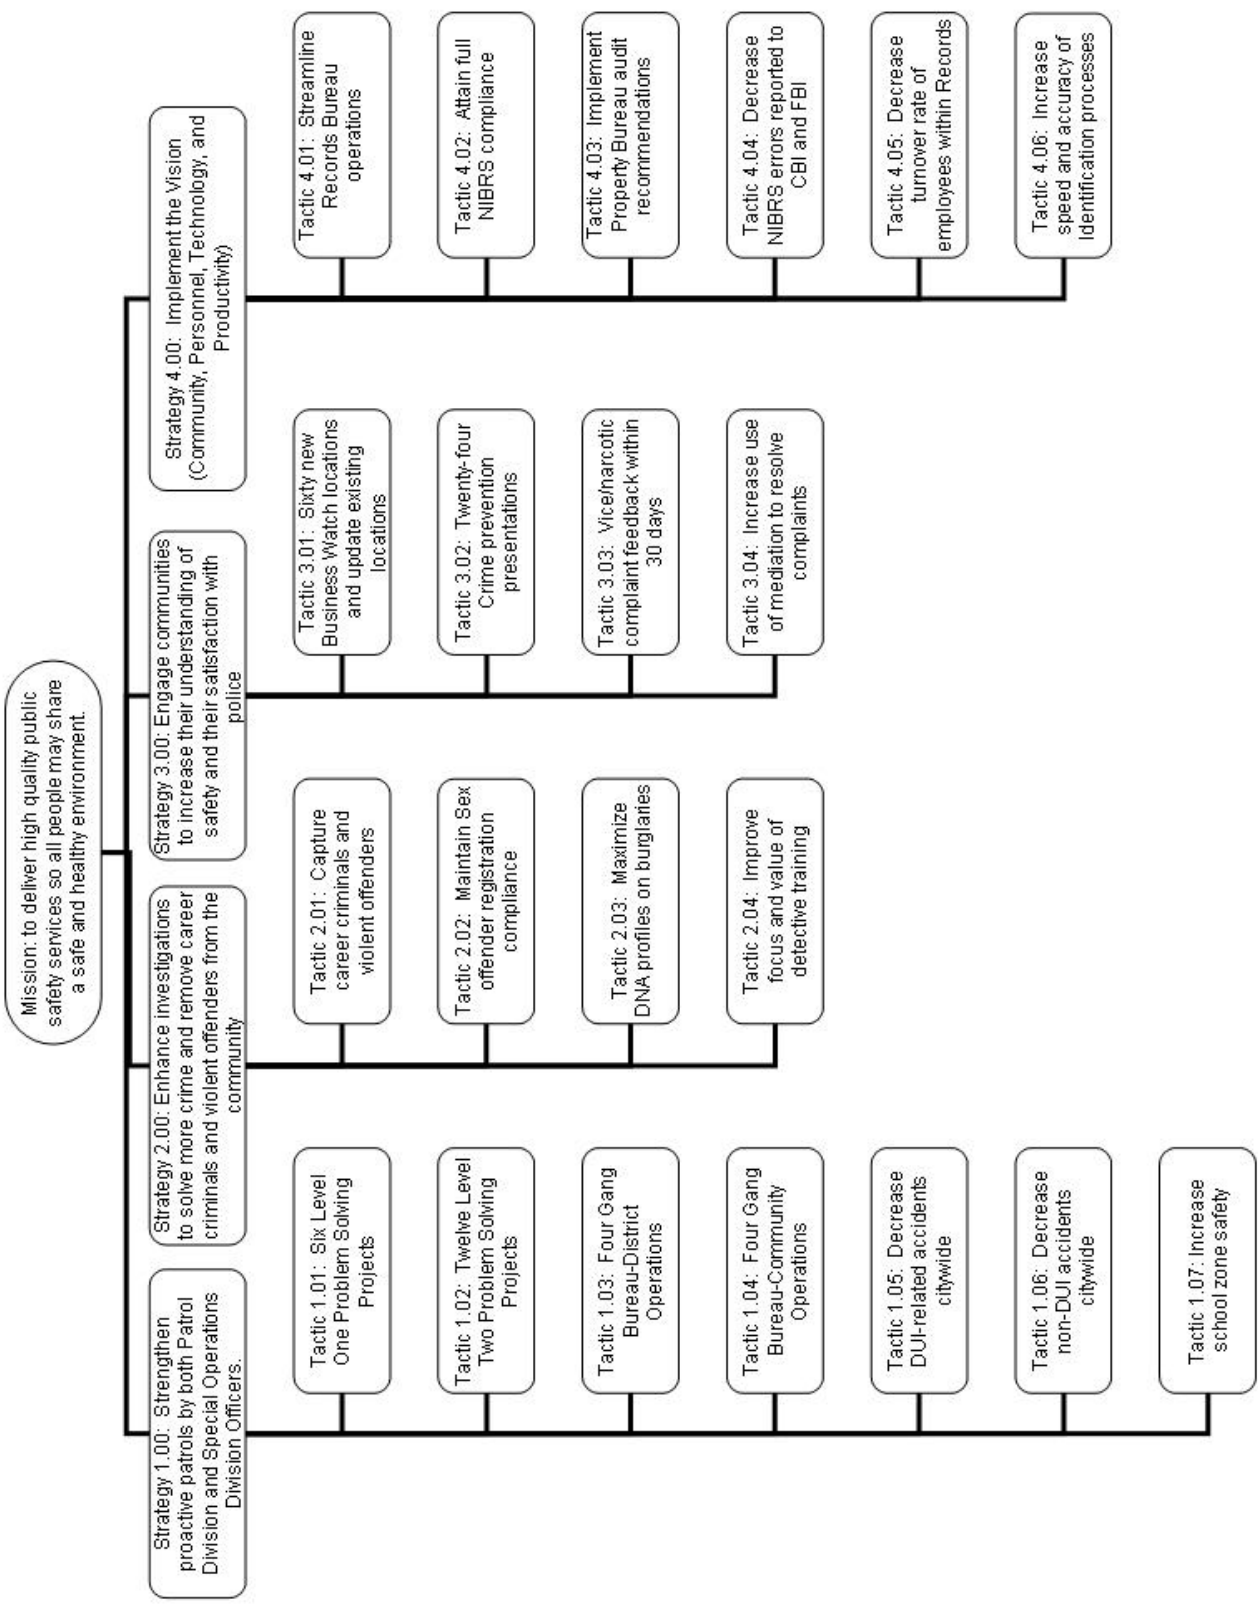 Mission: to deliver high quality public
safety services so all people may share
a safe and healthy environment.
Strategy 1.00:  Strengthen
proactive patrols by both Patrol
Division and Special Operations
Division Officers.
Tactic 1.01:  Six Level
One Problem Solving
Projects
Tactic 1.02:  Twelve Level
Two Problem Solving
Projects
Tactic 1.03:  Four Gang
Bureau-District
Operations
Tactic 1.04:  Four Gang
Bureau-Community
Operations
Tactic 1.05:  Decrease
DUI-related accidents
citywide
Tactic 1.06:  Decrease
non-DUI accidents
citywide
Tactic 1.07: Increase
school zone safety
Strategy 2.00: Enhance investigations
to solve more crime and remove career
criminals and violent offenders from the
community
Tactic 2.01:  Capture
career criminals and
violent offenders
Tactic 2.02:  Maintain Sex
offender registration
compliance
Tactic 2.03:  Maximize
DNA profiles on burglaries
Tactic 2.04:  Improve
focus and value of
detective training
Strategy 3.00: Engage communities
to increase their understanding of
safety and their satisfaction with
police
Tactic 3.01:  Sixty new
Business Watch locations
and update existing
locations
Tactic 3.02:  Twenty-four
Crime prevention
presentations
Tactic 3.03:  Vice/narcotic
complaint feedback within
30 days
Tactic 3.04:  Increase use
of mediation to resolve
complaints
Strategy 4.00:  Implement the Vision
(Community, Personnel, Technology, and
Productivity)
Tactic 4.01:  Streamline
Records Bureau
operations
Tactic 4.02:  Attain full
NIBRS compliance
Tactic 4.03:  Implement
Property Bureau audit
recommendations
Tactic 4.04:  Decrease
NIBRS errors reported to
CBI and FBI
Tactic 4.05:  Decrease
turnover rate of
employees within Records
Tactic 4.06:  Increase
speed and accuracy of
Identification processes